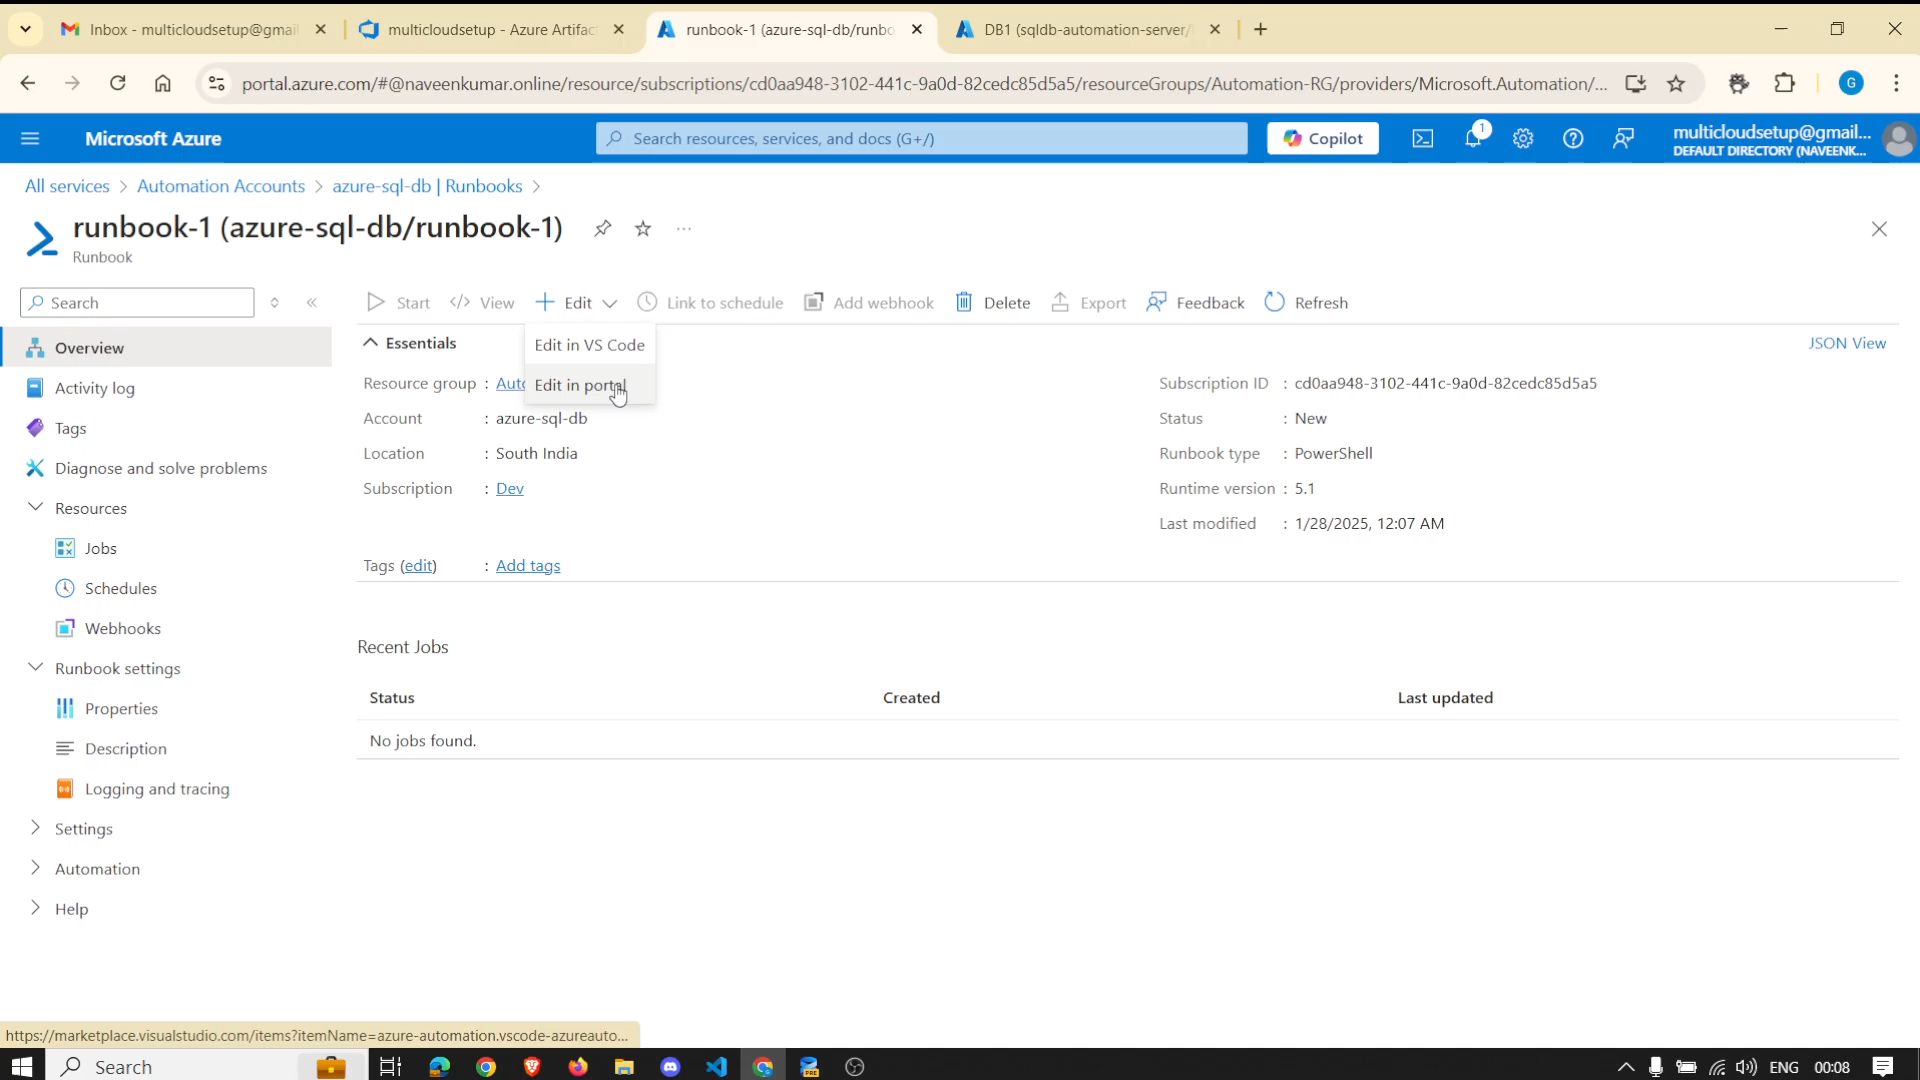 Inbox - multicloudsetup@gmai
multicloudsetup - Azure Artifac
runbook-1 (azure-sql-db/runbo
DB1 (sqldb-automation-server/
portal.azure.com/#@naveenkumar.online/resource/subscriptions/cd0aa948-3102-441c-9a0d-82cedc85d5a5/resourceGroups/Automation-RG/providers/Microsoft.Automation/...
G
Microsoft Azure
Search resources, services, and docs (G+/)
Copilot
1
multicloudsetup@gmail....
DEFAULT DIRECTORY (NAVEENK...
All services > Automation Accounts > azure-sql-db | Runbooks >
runbook-1 (azure-sql-db/runbook-1)
Runbook
Search
Start
View
Edit
Link to schedule
Add webhook
Delete
Export
Feedback
Refresh
Edit in VS Code
Edit in portal
Overview
Activity log
Tags
Diagnose and solve problems
Resources
Jobs
Schedules
Webhooks
Runbook settings
Properties
Description
Logging and tracing
Settings
Automation
Help
Essentials
JSON View
Resource group : Auto
Account : azure-sql-db
Location : South India
Subscription : Dev
Subscription ID : cd0aa948-3102-441c-9a0d-82cedc85d5a5
Status : New
Runbook type : PowerShell
Runtime version : 5.1
Last modified : 1/28/2025, 12:07 AM
Tags (edit) : Add tags
Recent Jobs
Status Created Last updated
No jobs found.
https://marketplace.visualstudio.com/items?itemName=azure-automation.vscode-azureauto...
Search
PRE
ENG
00:08